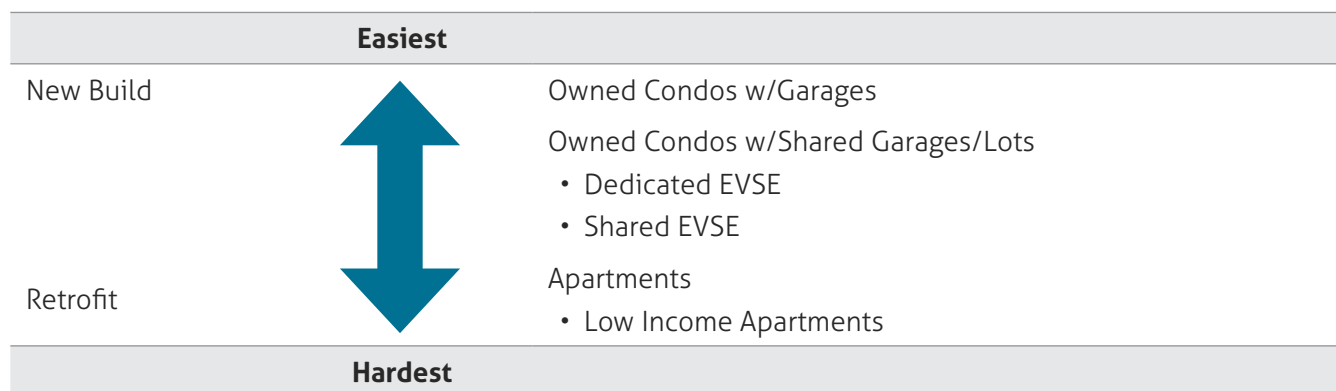 Easiest
New Build
Owned Condos w/Garages
Owned Condos w/Shared Garages/Lots
• Dedicated EVSE
• Shared EVSE
Retrofit
Apartments
• Low Income Apartments
Hardest